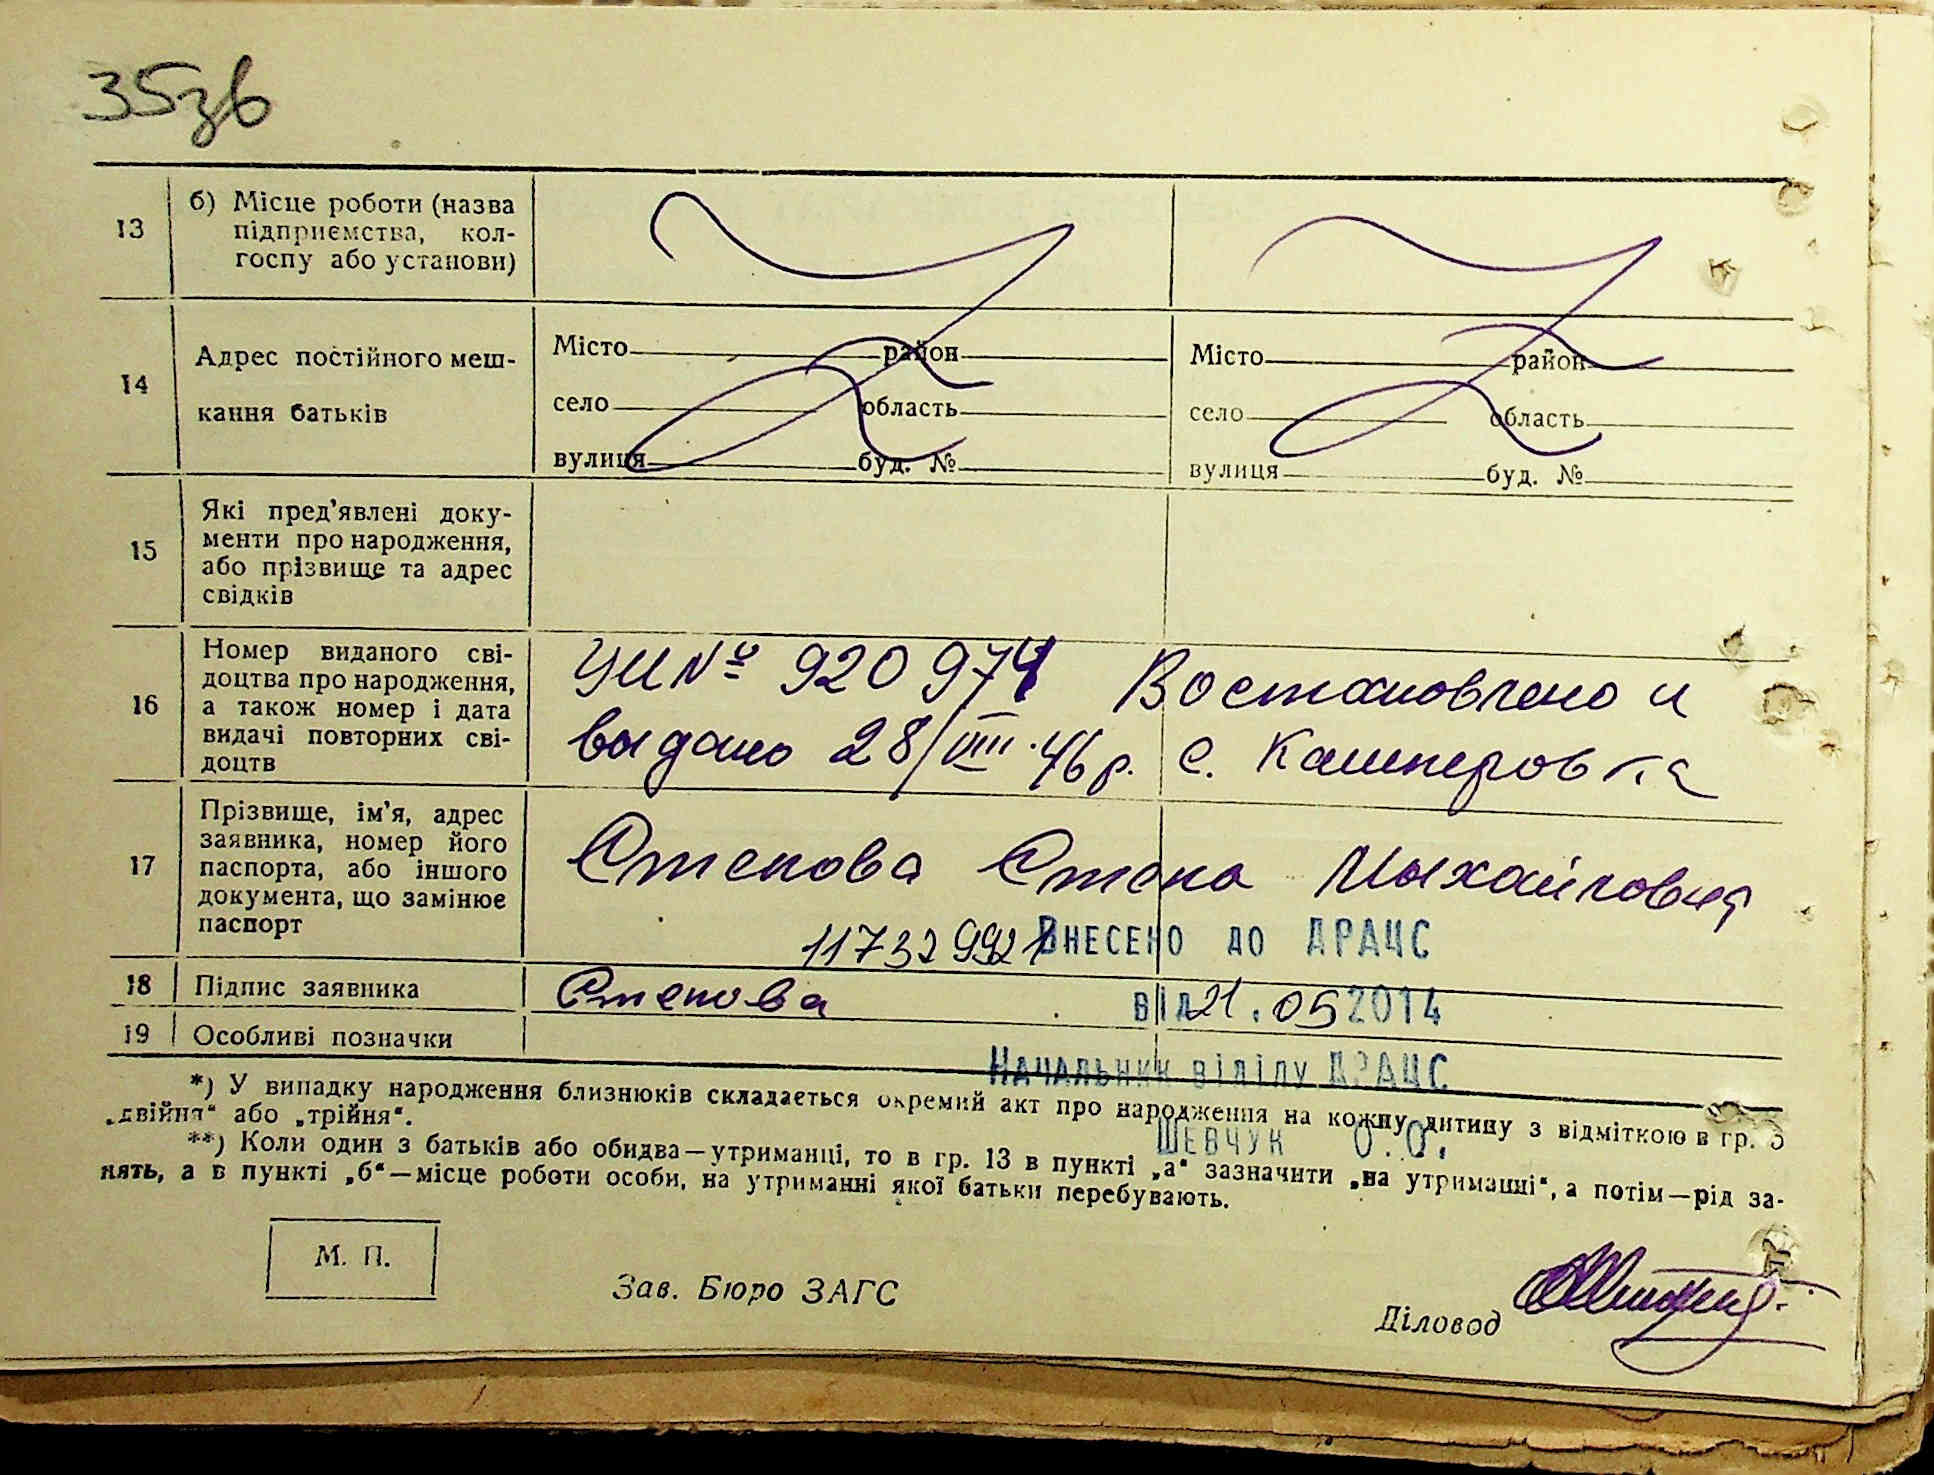 35зв
13
б) Місце роботи (назва
підприємства, кол-
госпу або установи)
14
Адрес постійного меш-
кання батьків
Місто район
село область
вулиця буд. №
Місто район
село область
вулиця буд. №
15
Які пред’явлені доку-
менти про народження,
або прізвище та адрес
свідків
16
Номер виданого сві-
доцтва про народження,
а також номер і дата
видачі повторних сві-
доцтв
№ 920974 Востановлено и
выдано 28/VIII·46р. с. Кашперовка
17
Прізвище, ім’я, адрес
заявника, номер його
паспорта, або іншого
документа, що замінює
паспорт
Степова Михайловна
11732992 Внесено до ДРАЦС
18
Підпис заявника
Степова
від 21.05 2014
19
Особливі позначки
Начальник відділу ДРАЦС
*) У випадку народження близнюків складається окремий акт про народження на кожну дитину з відміткою в гр. 5
„двійня“ або „трійня“.
Шевчук О.О.
**) Коли один з батьків або обидва—утриманці, то в гр. 13 в пункті „а“ зазначити „на утриманні“, а потім—рід за-
нять, а в пункті „б“—місце роботи особи, на утриманні якої батьки перебувають.
М. П.
Зав. Бюро ЗАГС
Діловод